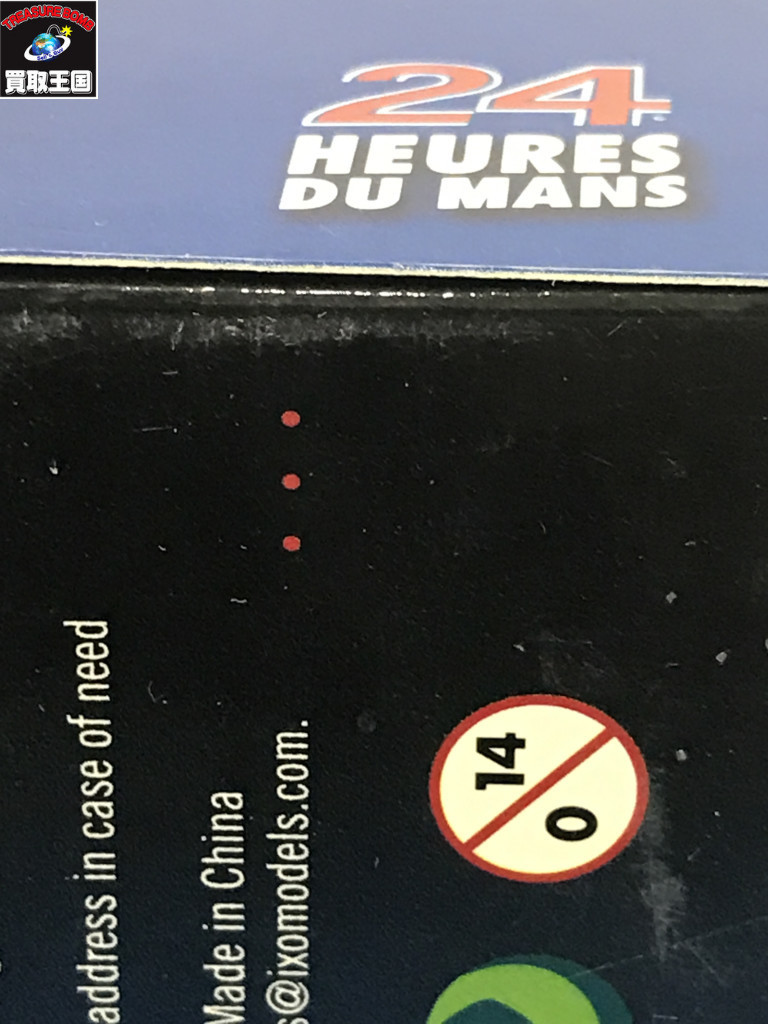 TREASURE BOMB
買取王国
24
HEURES
DU MANS
address in case of need
Made in China
s@ixomodels.com.
14
0